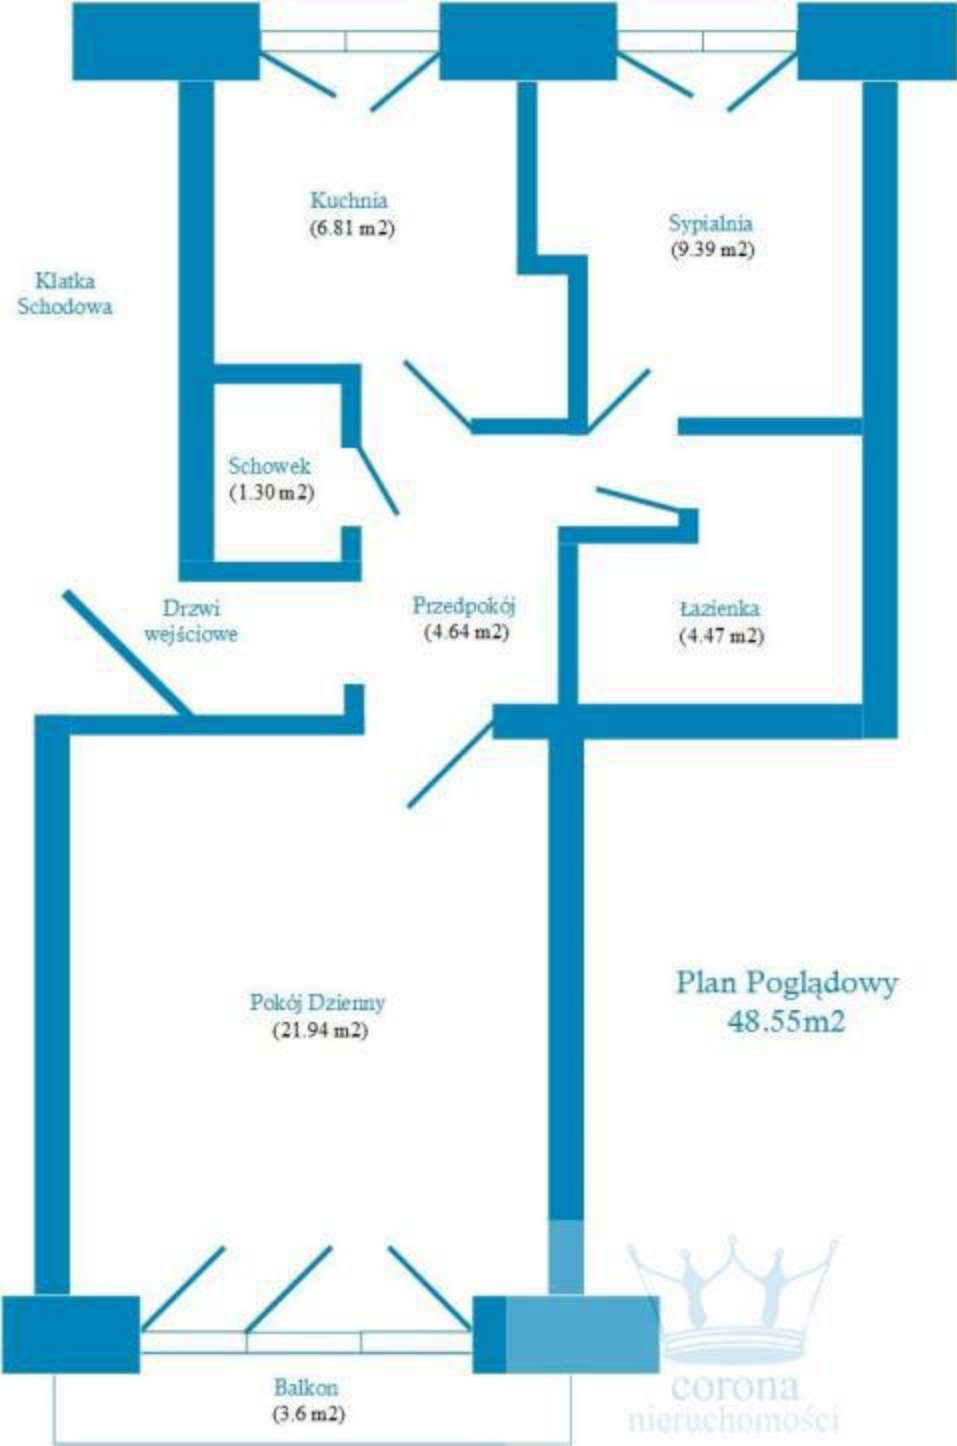 Kuchnia
(6.81 m2)
Sypialnia
(9.39 m2)
Klatka
Schodowa
Schowek
(1.30 m2)
Drzwi
wejściowe
Przedpokój
(4.64 m2)
Łazienka
(4.47 m2)
Pokój Dzienny
(21.94 m2)
Plan Poglądowy
48.55m2
Balkon
(3.6 m2)
corona
nieruchomości